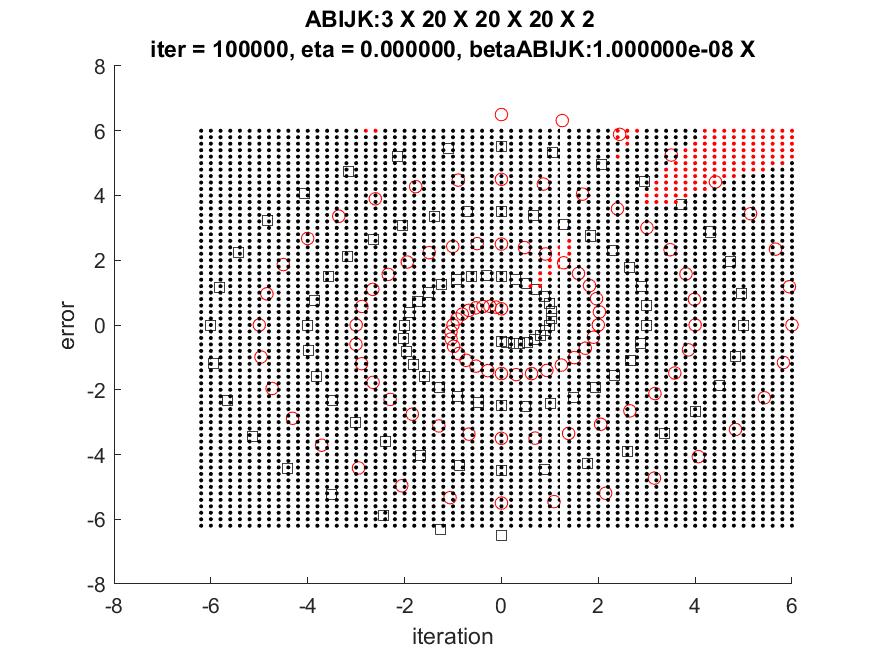 ABIJK:3 X 20 X 20 X 20 X 2
iter = 100000, eta = 0.000000, betaABIJK:1.000000e-08 X
8
6
4
2
0
-2
-4
-6
-8
error
-8 -6 -4 -2 0 2 4 6
iteration